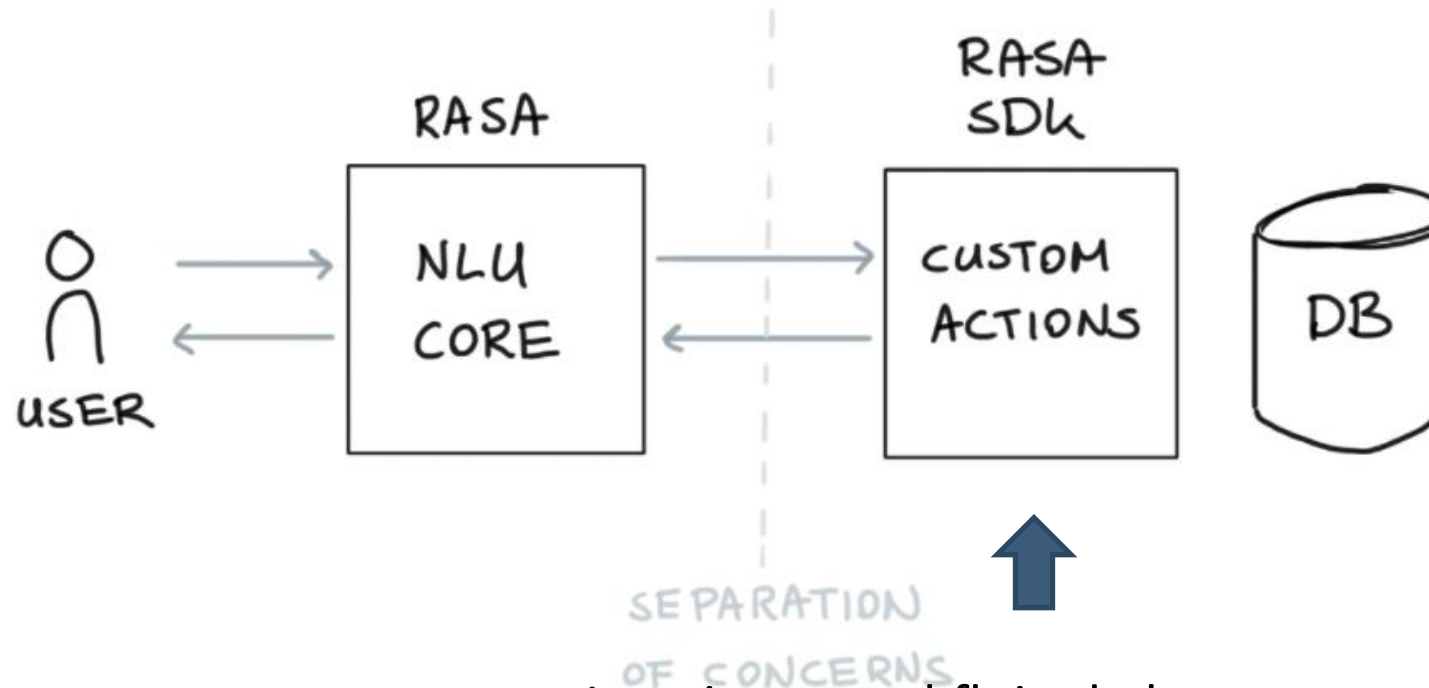 RASA
RASA
SDK
NLU
CORE
CUSTOM
ACTIONS
DB
USER
SEPARATION
OF CONCERNS